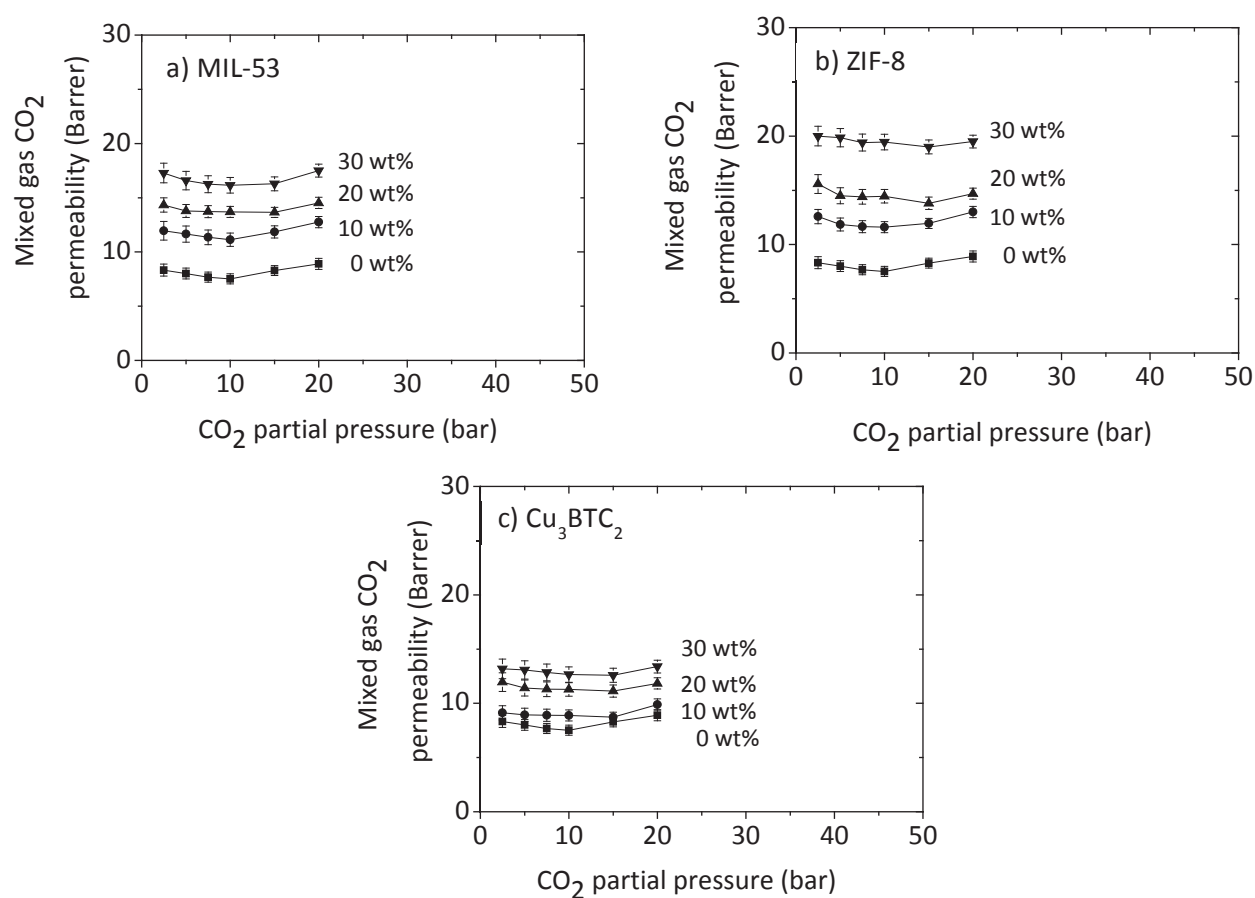 a) MIL-53
Mixed gas CO₂
permeability (Barrer)
30
20
10
0
30 wt%
20 wt%
10 wt%
0 wt%
0 10 20 30 40 50
CO₂ partial pressure (bar)
b) ZIF-8
Mixed gas CO₂
permeability (Barrer)
30
20
10
0
30 wt%
20 wt%
10 wt%
0 wt%
0 10 20 30 40 50
CO₂ partial pressure (bar)
c) Cu₃BTC₂
Mixed gas CO₂
permeability (Barrer)
30
20
10
0
30 wt%
20 wt%
10 wt%
0 wt%
0 10 20 30 40 50
CO₂ partial pressure (bar)